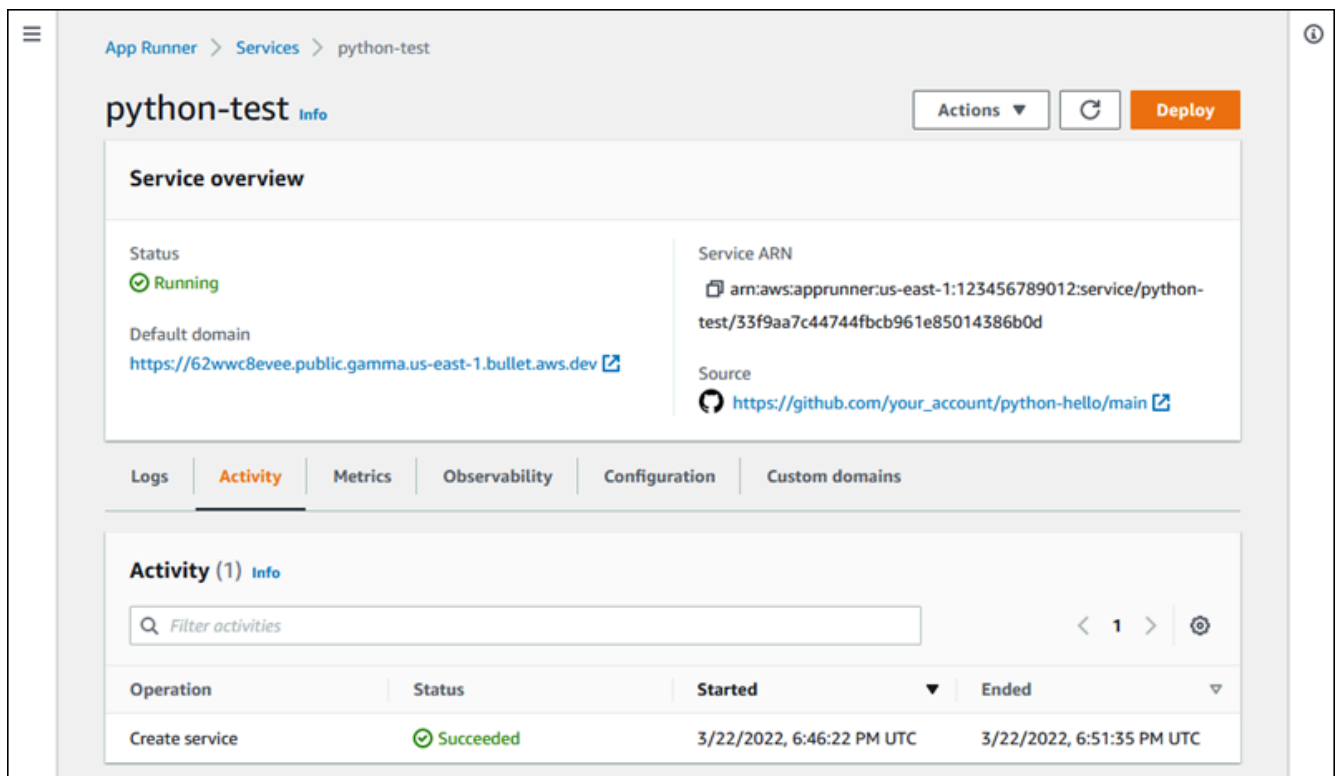 App Runner > Services > python-test
python-test Info
Actions ▼ Deploy
Service overview
Status
Running
Default domain
https://62wwc8evee.public.gamma.us-east-1.bullet.aws.dev
Service ARN
arn:aws:apprunner:us-east-1:123456789012:service/python-
test/33f9aa7c44744fbcb961e85014386b0d
Source
https://github.com/your_account/python-hello/main
Logs Activity Metrics Observability Configuration Custom domains
Activity (1) Info
Filter activities < 1 >
Operation Status Started ▼ Ended ▽
Create service Succeeded 3/22/2022, 6:46:22 PM UTC 3/22/2022, 6:51:35 PM UTC